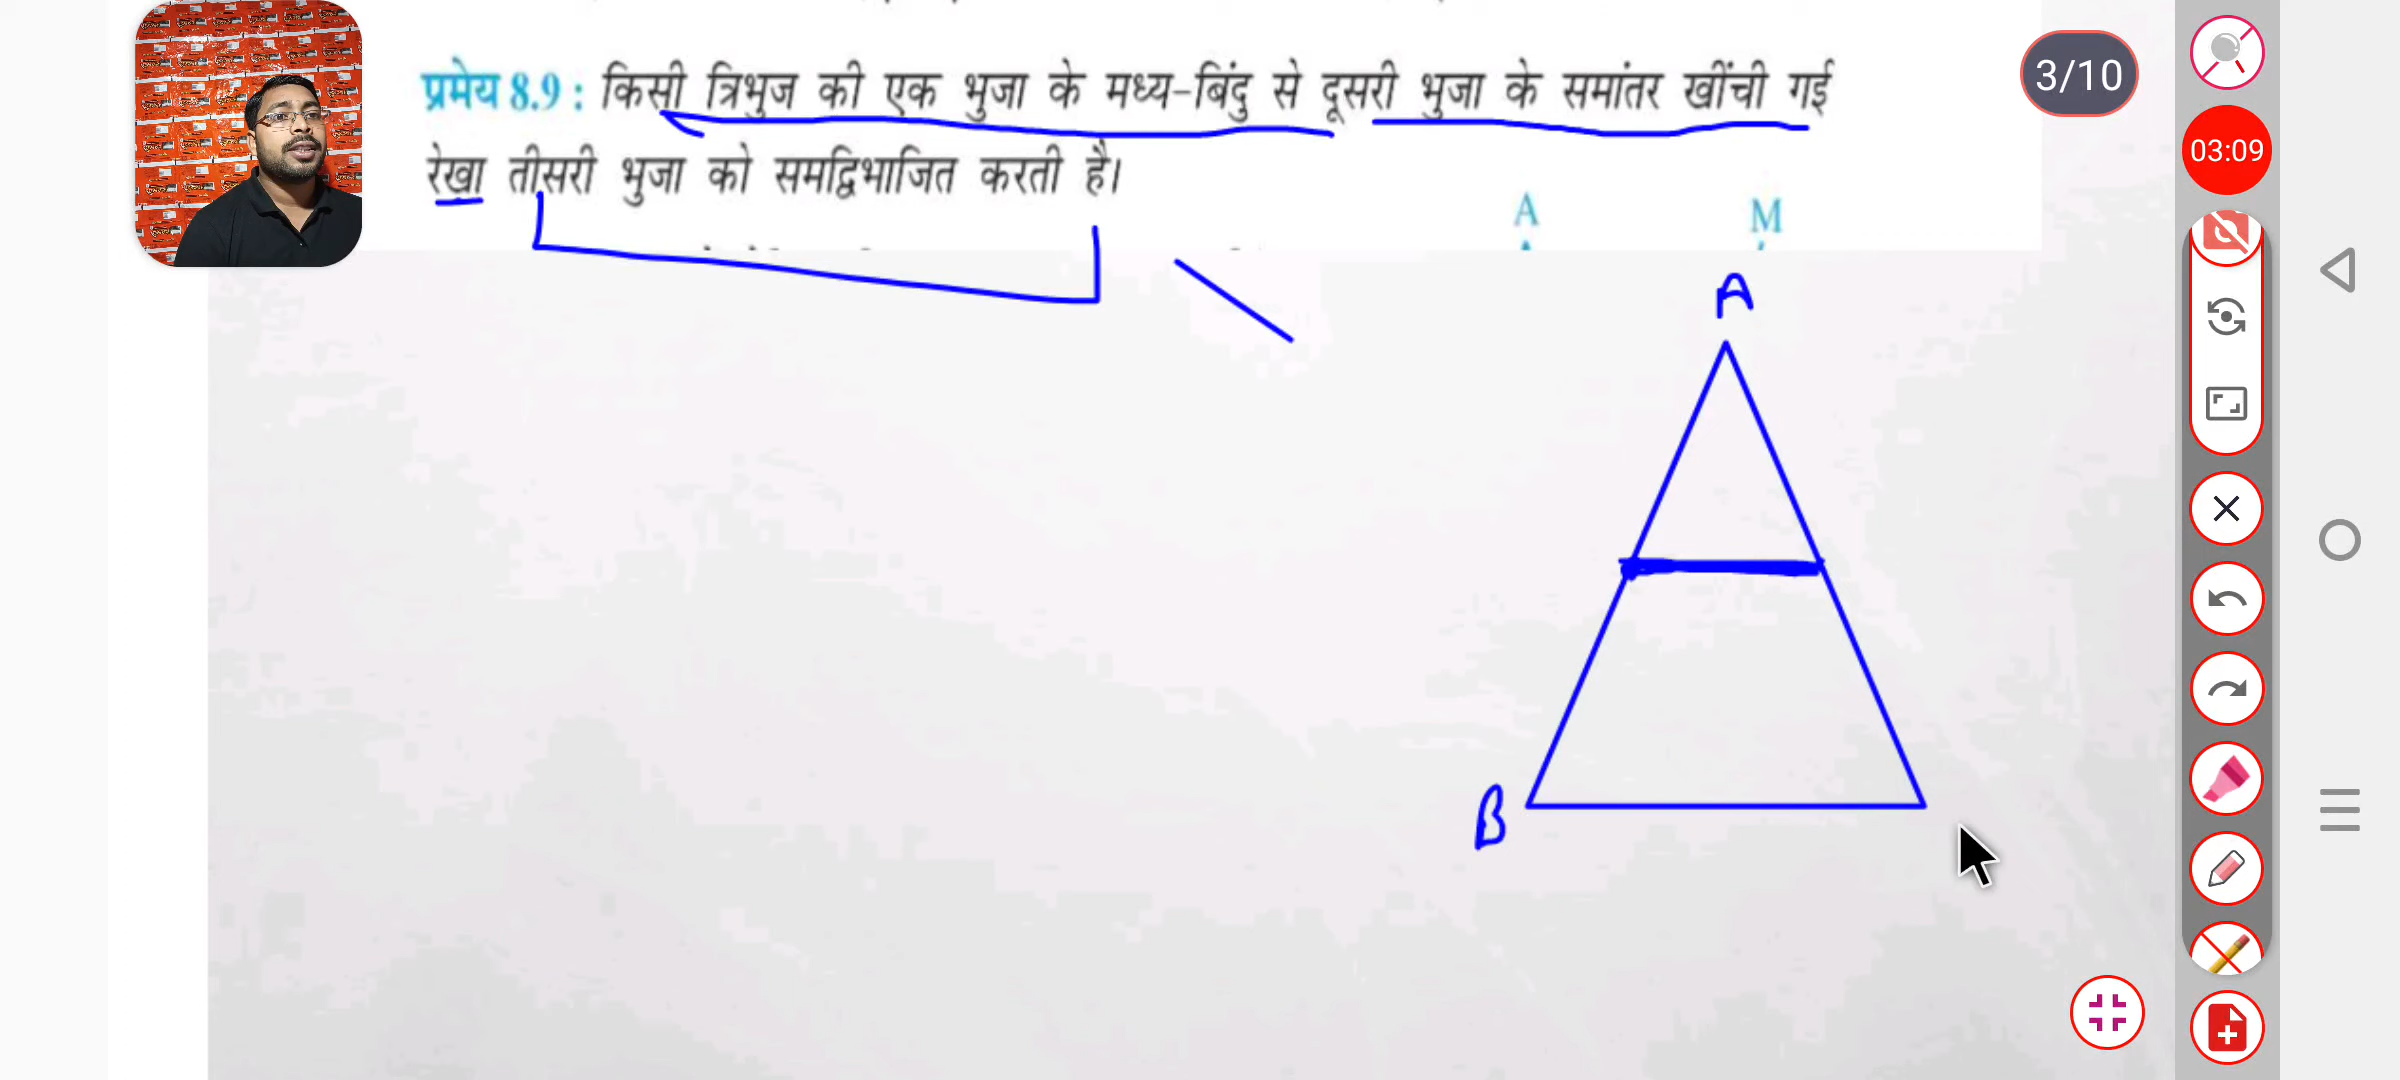 प्रमेय 8.9 : किसी त्रिभुज की एक भुजा के मध्य-बिंदु से दूसरी भुजा के समांतर खींची गई
रेखा तीसरी भुजा को समद्विभाजित करती है।
3/10
03:09
A M
A
B